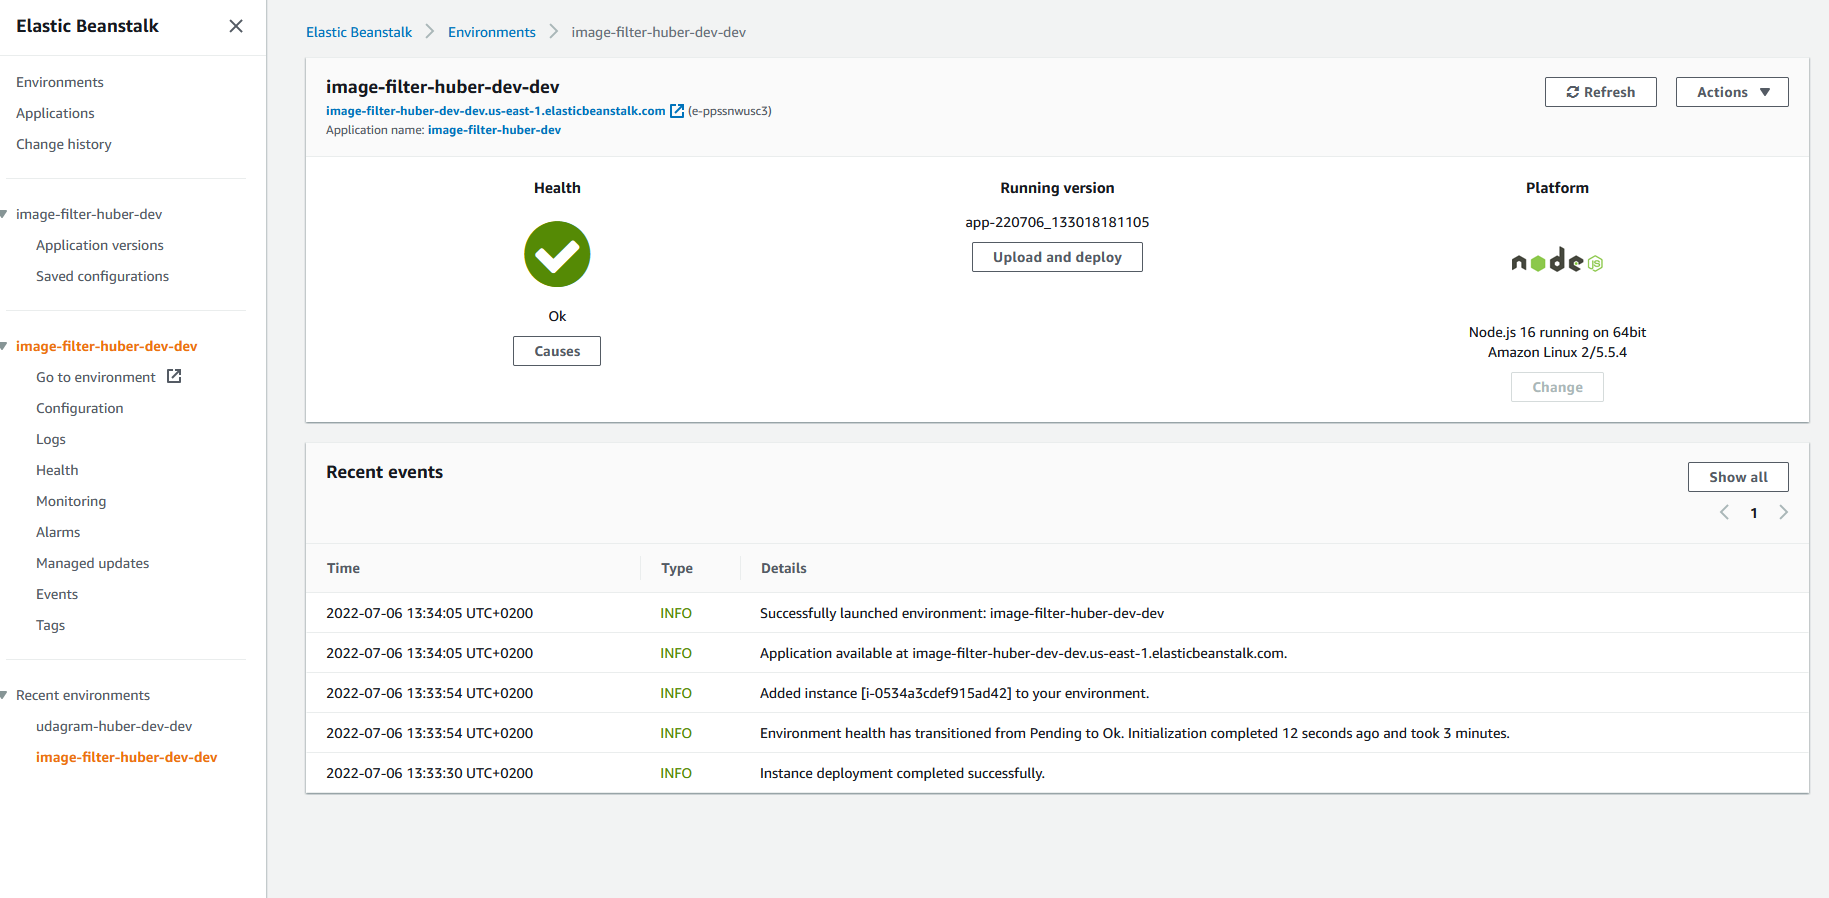 Elastic Beanstalk
Environments
Applications
Change history
image-filter-huber-dev
Application versions
Saved configurations
image-filter-huber-dev-dev
Go to environment
Configuration
Logs
Health
Monitoring
Alarms
Managed updates
Events
Tags
Recent environments
udagram-huber-dev-dev
image-filter-huber-dev-dev
Elastic Beanstalk > Environments > image-filter-huber-dev-dev
image-filter-huber-dev-dev
image-filter-huber-dev-dev.us-east-1.elasticbeanstalk.com (e-ppssnwusc3)
Application name: image-filter-huber-dev
Refresh
Actions
Health
Ok
Causes
Running version
app-220706_133018181105
Upload and deploy
Platform
node JS
Node.js 16 running on 64bit
Amazon Linux 2/5.5.4
Change
Recent events
Show all
1
Time Type Details
2022-07-06 13:34:05 UTC+0200 INFO Successfully launched environment: image-filter-huber-dev-dev
2022-07-06 13:34:05 UTC+0200 INFO Application available at image-filter-huber-dev-dev.us-east-1.elasticbeanstalk.com.
2022-07-06 13:33:54 UTC+0200 INFO Added instance [i-0534a3cdef915ad42] to your environment.
2022-07-06 13:33:54 UTC+0200 INFO Environment health has transitioned from Pending to Ok. Initialization completed 12 seconds ago and took 3 minutes.
2022-07-06 13:33:30 UTC+0200 INFO Instance deployment completed successfully.